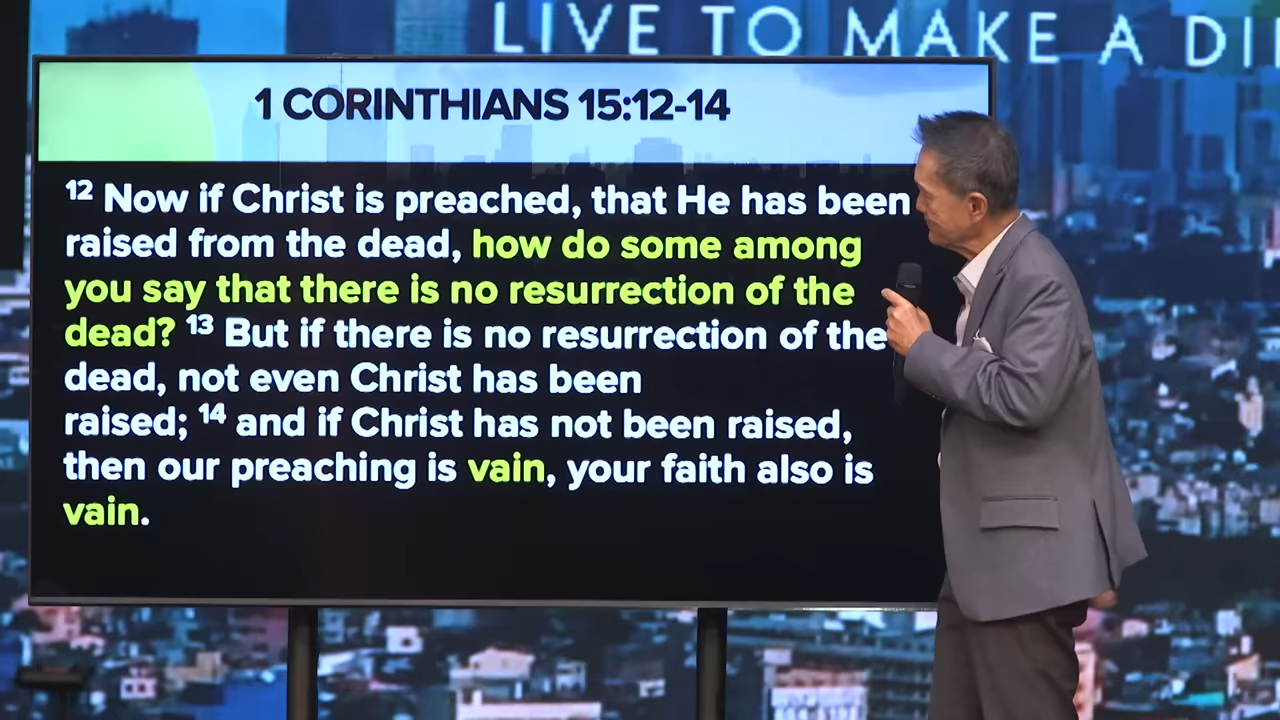 LIVE TO MAKE A DI
1 CORINTHIANS 15:12-14
12 Now if Christ is preached, that He has been
raised from the dead, how do some among
you say that there is no resurrection of the
dead? 13 But if there is no resurrection of the
dead, not even Christ has been
raised; 14 and if Christ has not been raised,
then our preaching is vain, your faith also is
vain.